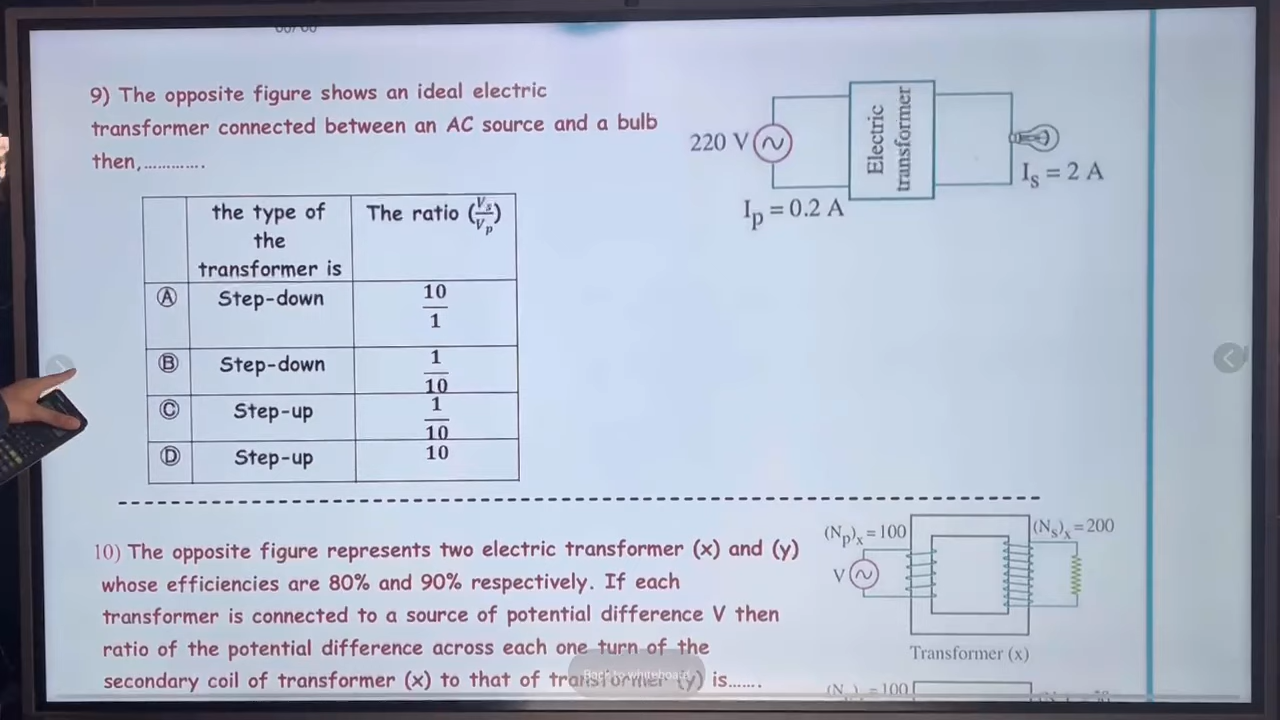 9) The opposite figure shows an ideal electric
transformer connected between an AC source and a bulb
then,.............
the type of
the
transformer is
The ratio (Vs/Vp)
Ⓐ Step-down 10/1
Ⓑ Step-down 1/10
Ⓒ Step-up 1/10
Ⓓ Step-up 10
220 V
Electric
transformer
Is = 2 A
Ip = 0.2 A
10) The opposite figure represents two electric transformer (x) and (y)
whose efficiencies are 80% and 90% respectively. If each
transformer is connected to a source of potential difference V then
ratio of the potential difference across each one turn of the
secondary coil of transformer (x) to that of transformer (y) is......
Back to whiteboard
(Np)x = 100
(Ns)x = 200
V
Transformer (x)
= 100